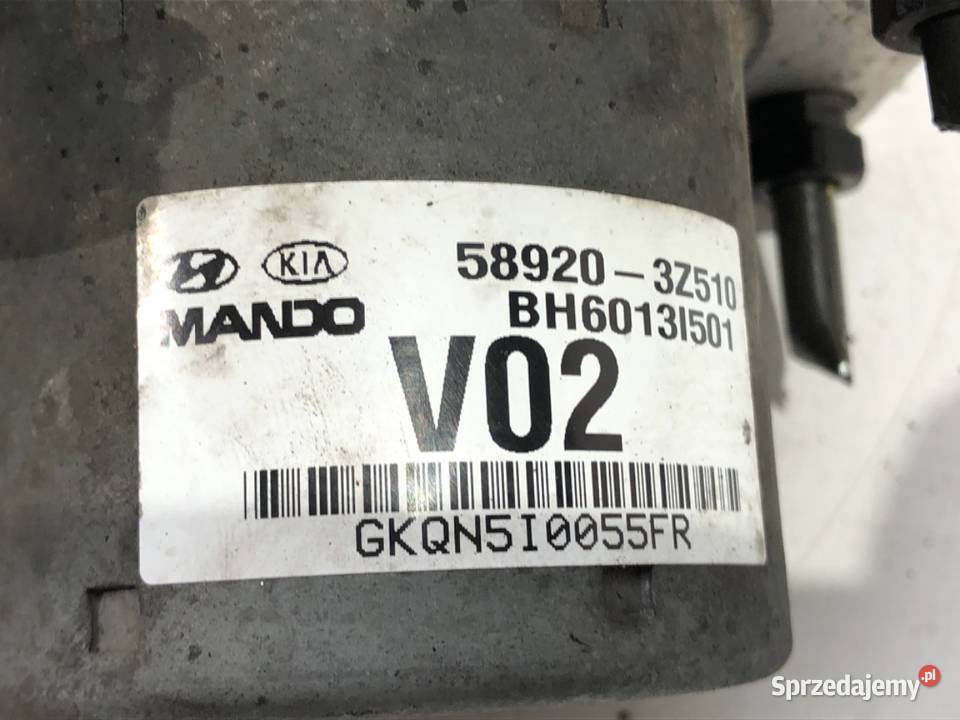 KIA
MANDO
58920-3Z510
BH6013I501
V02
GKQN5I0055FR
Sprzedajemy.pl